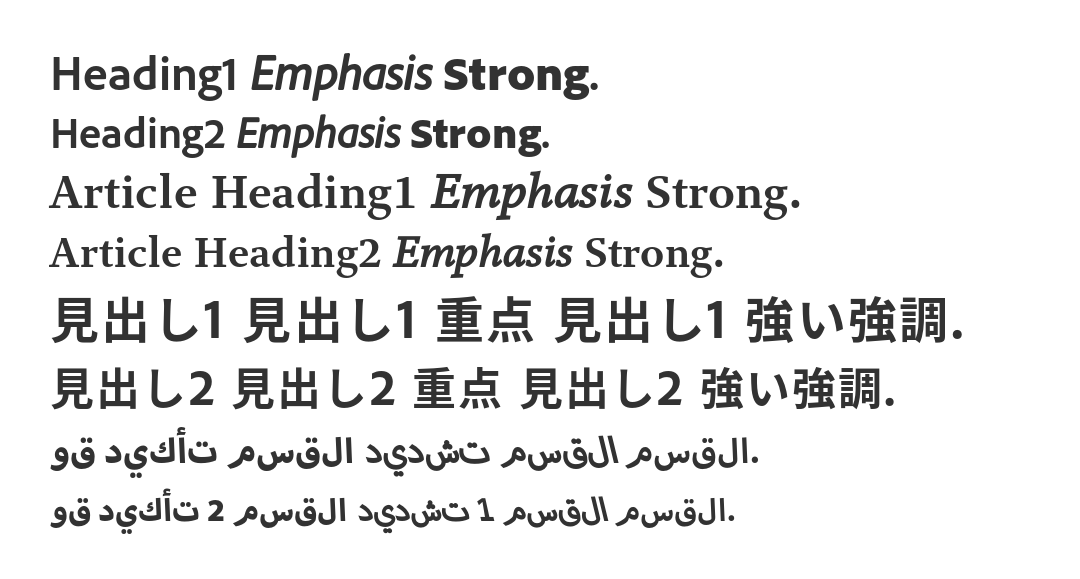 Heading1 Emphasis Strong.
Heading2 Emphasis Strong.
Article Heading1 Emphasis Strong.
Article Heading2 Emphasis Strong.
見出し1 見出し1 重点 見出し1 強い強調.
見出し2 見出し2 重点 見出し2 強い強調.
القسم القسم تشديد القسم تأكيد قو.
القسم القسم 1 تشديد القسم 2 تأكيد قو.